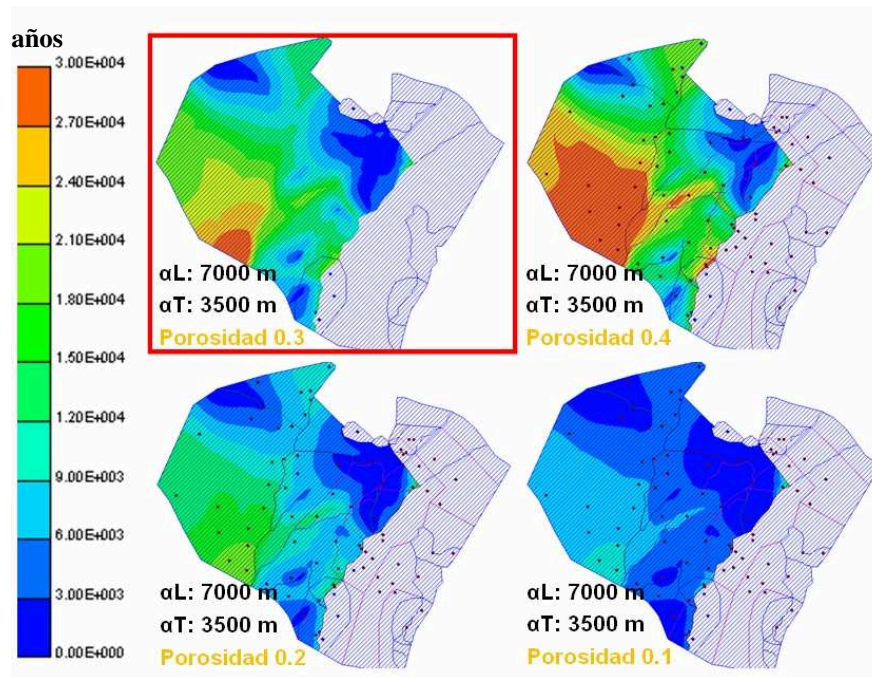 años
3.00E+004
2.70E+004
2.40E+004
2.10E+004
1.80E+004
1.50E+004
1.20E+004
9.00E+003
6.00E+003
3.00E+003
0.00E+000
αL: 7000 m
αT: 3500 m
Porosidad 0.3
αL: 7000 m
αT: 3500 m
Porosidad 0.4
αL: 7000 m
αT: 3500 m
Porosidad 0.2
αL: 7000 m
αT: 3500 m
Porosidad 0.1